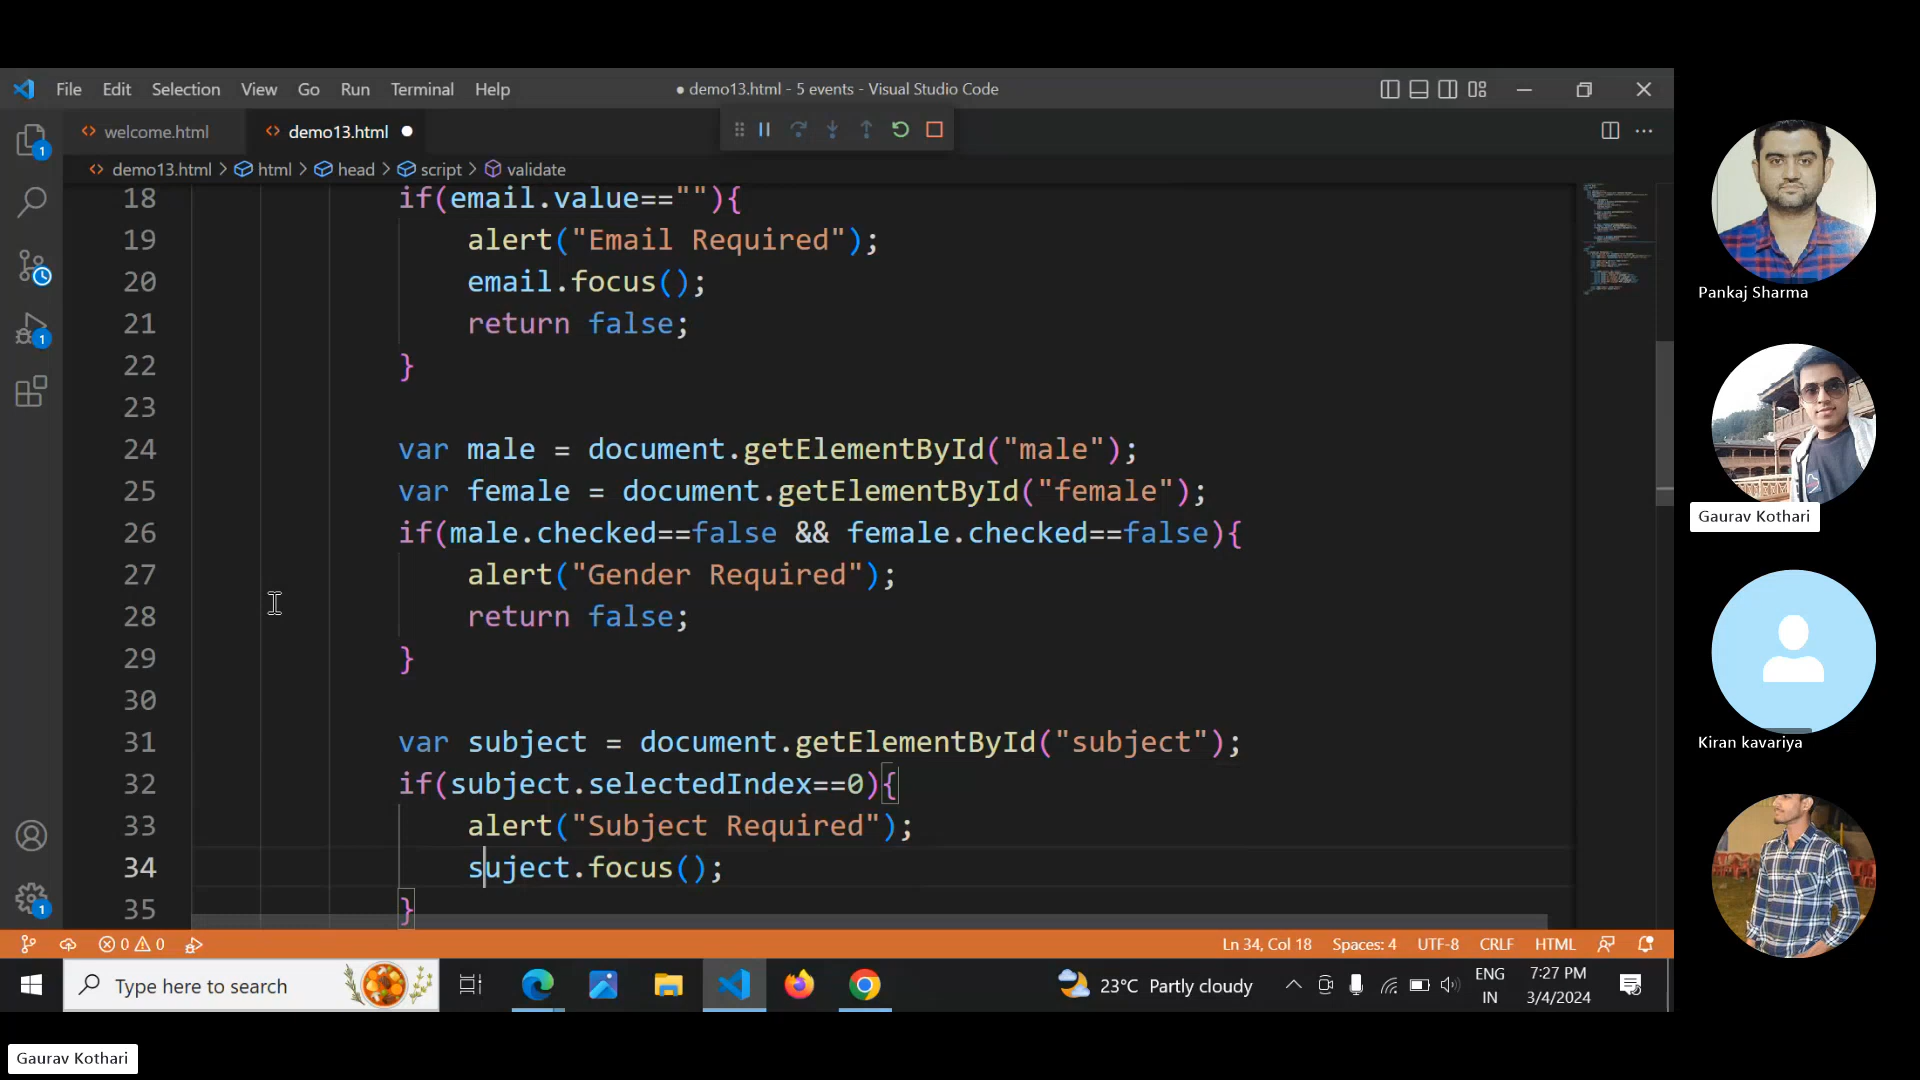 File Edit Selection View Go Run Terminal Help
● demo13.html - 5 events - Visual Studio Code
welcome.html
demo13.html ●
demo13.html > html > head > script > validate
18 if(email.value==""){
19 alert("Email Required");
20 email.focus();
21 return false;
22 }
23
24 var male = document.getElementById("male");
25 var female = document.getElementById("female");
26 if(male.checked==false && female.checked==false){
27 alert("Gender Required");
28 return false;
29 }
30
31 var subject = document.getElementById("subject");
32 if(subject.selectedIndex==0){
33 alert("Subject Required");
34 suject.focus();
35 }
1
1
1
0 0
Ln 34, Col 18 Spaces: 4 UTF-8 CRLF HTML
Type here to search
23°C Partly cloudy
ENG
IN
7:27 PM
3/4/2024
Pankaj Sharma
Gaurav Kothari
Kiran kavariya
Gaurav Kothari